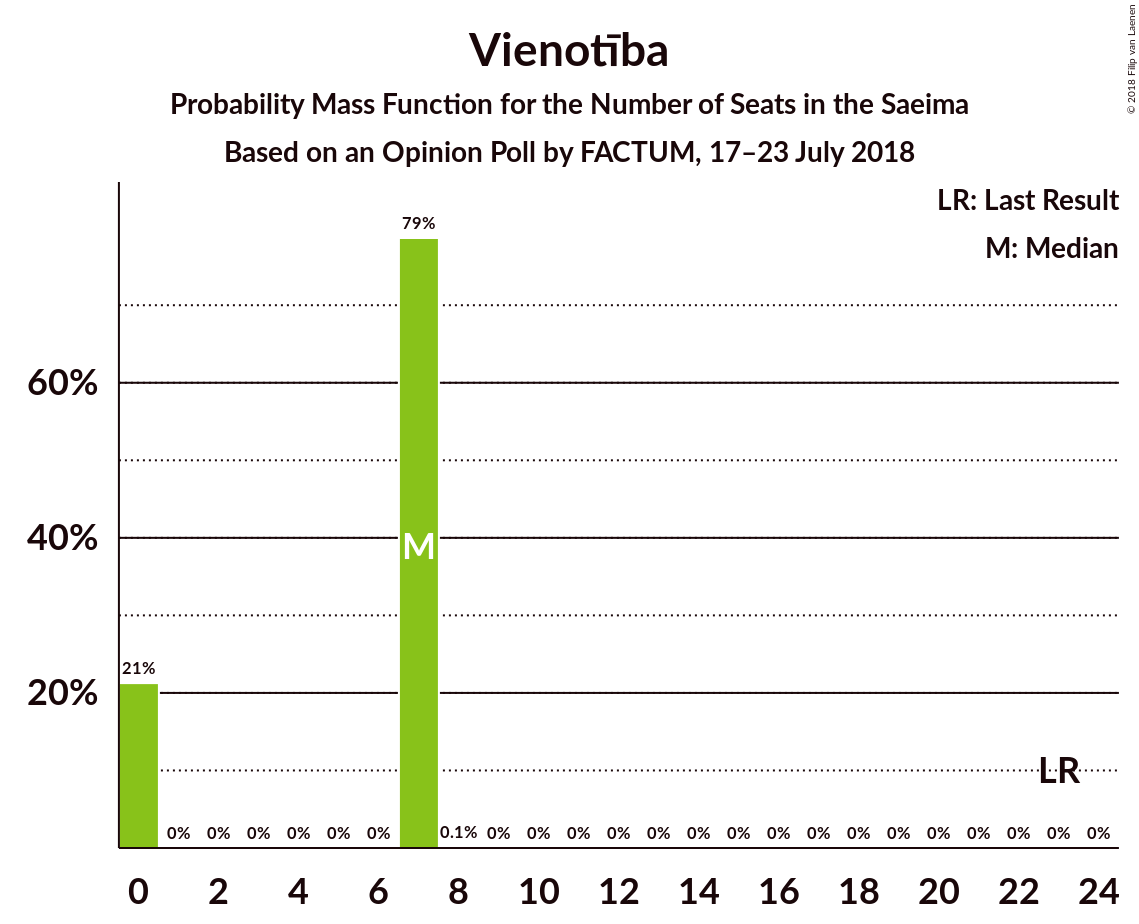 Vienotība
Probability Mass Function for the Number of Seats in the Saeima
Based on an Opinion Poll by FACTUM, 17–23 July 2018
© 2018 Filip van Laenen
LR: Last Result
M: Median
79%
60%
40%
M
21%
20%
LR
0% 0% 0% 0% 0% 0% 0.1% 0% 0% 0% 0% 0% 0% 0% 0% 0% 0% 0% 0% 0% 0% 0% 0%
0 2 4 6 8 10 12 14 16 18 20 22 24